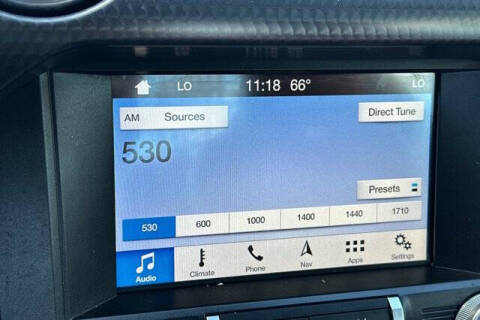 LO 11:18 66° LO
AM Sources Direct Tune
530
Presets
530 600 1000 1400 1440 1710
Audio Climate Phone Nav Apps Settings